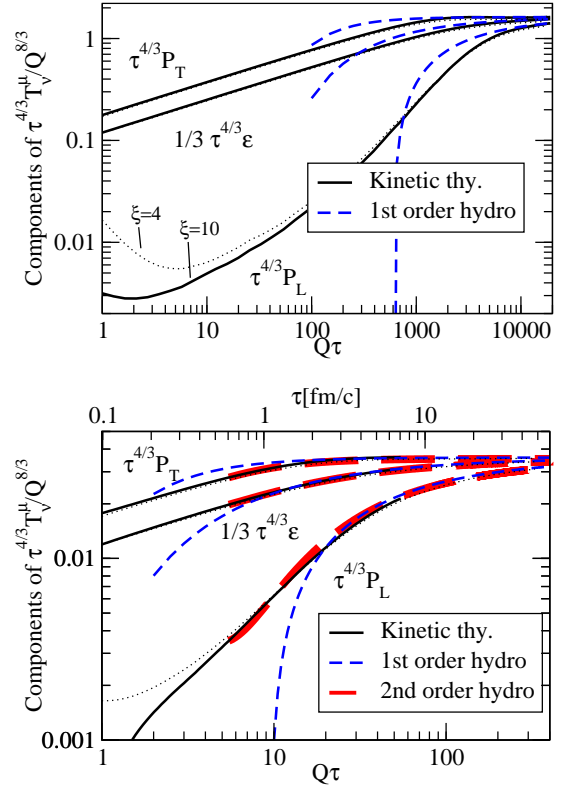 1
0.1
0.01
Components of τ^{4/3}T^μ_ν/Q^{8/3}
τ^{4/3}P_T
1/3 τ^{4/3}ε
ξ=4
ξ=10
τ^{4/3}P_L
Kinetic thy.
1st order hydro
1 10 100 1000 10000
Qτ
τ[fm/c]
0.1 1 10
0.01
0.001
Components of τ^{4/3}T^μ_ν/Q^{8/3}
τ^{4/3}P_T
1/3 τ^{4/3}ε
τ^{4/3}P_L
Kinetic thy.
1st order hydro
2nd order hydro
1 10 100
Qτ